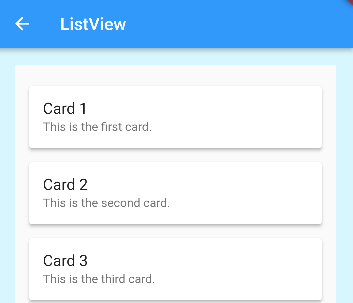 ListView
Card 1
This is the first card.
Card 2
This is the second card.
Card 3
This is the third card.